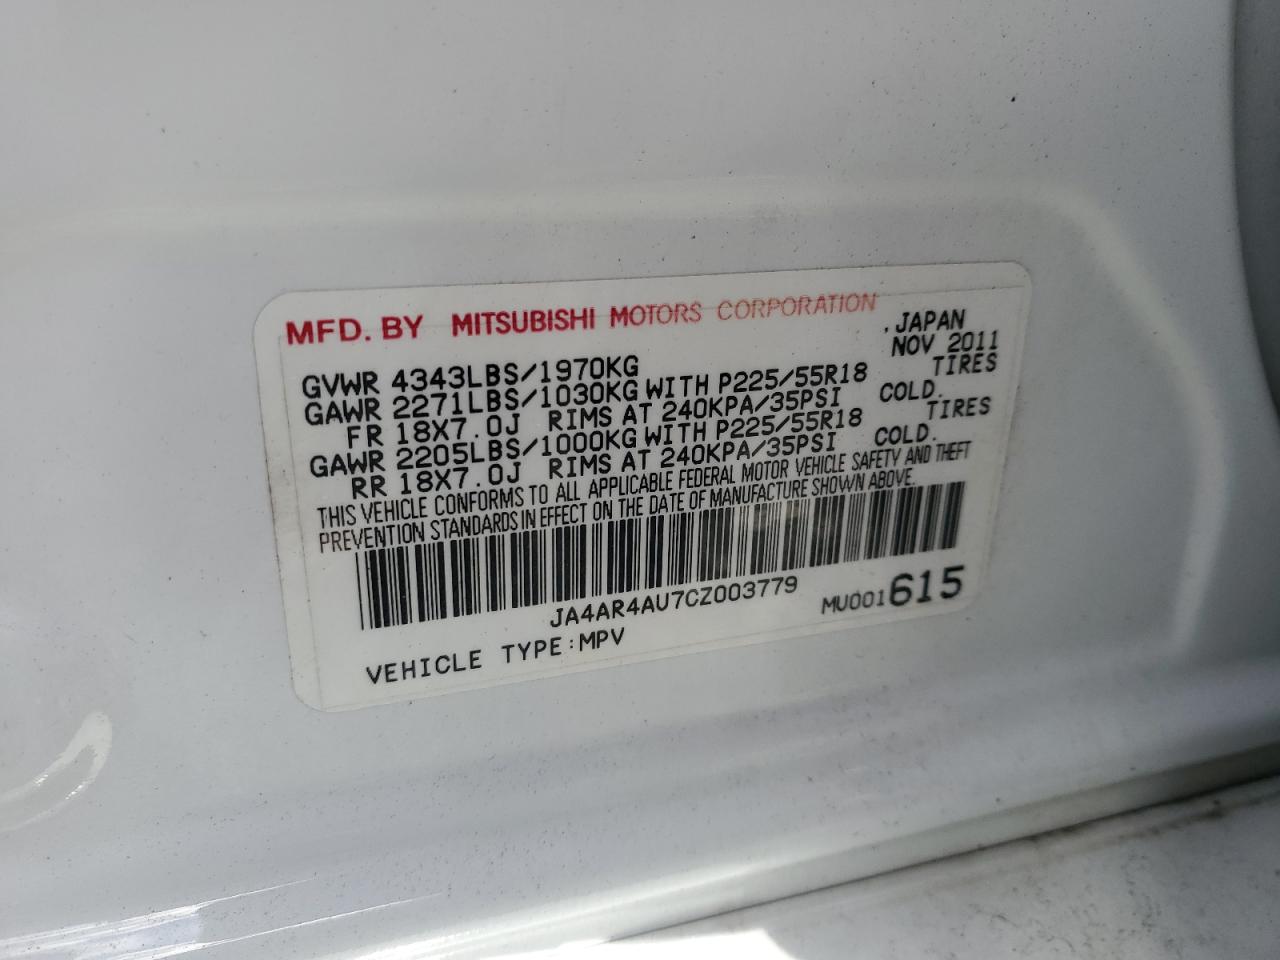 MFD. BY MITSUBISHI MOTORS CORPORATION , JAPAN
NOV 2011
GVWR 4343LBS/1970KG
GAWR 2271LBS/1030KG WITH P225/55R18 TIRES
FR 18X7.0J RIMS AT 240KPA/35PSI COLD.
GAWR 2205LBS/1000KG WITH P225/55R18 TIRES
RR 18X7.0J RIMS AT 240KPA/35PSI COLD.
THIS VEHICLE CONFORMS TO ALL APPLICABLE FEDERAL MOTOR VEHICLE SAFETY AND THEFT
PREVENTION STANDARDS IN EFFECT ON THE DATE OF MANUFACTURE SHOWN ABOVE.
JA4AR4AU7CZ003779 MU001615
VEHICLE TYPE:MPV